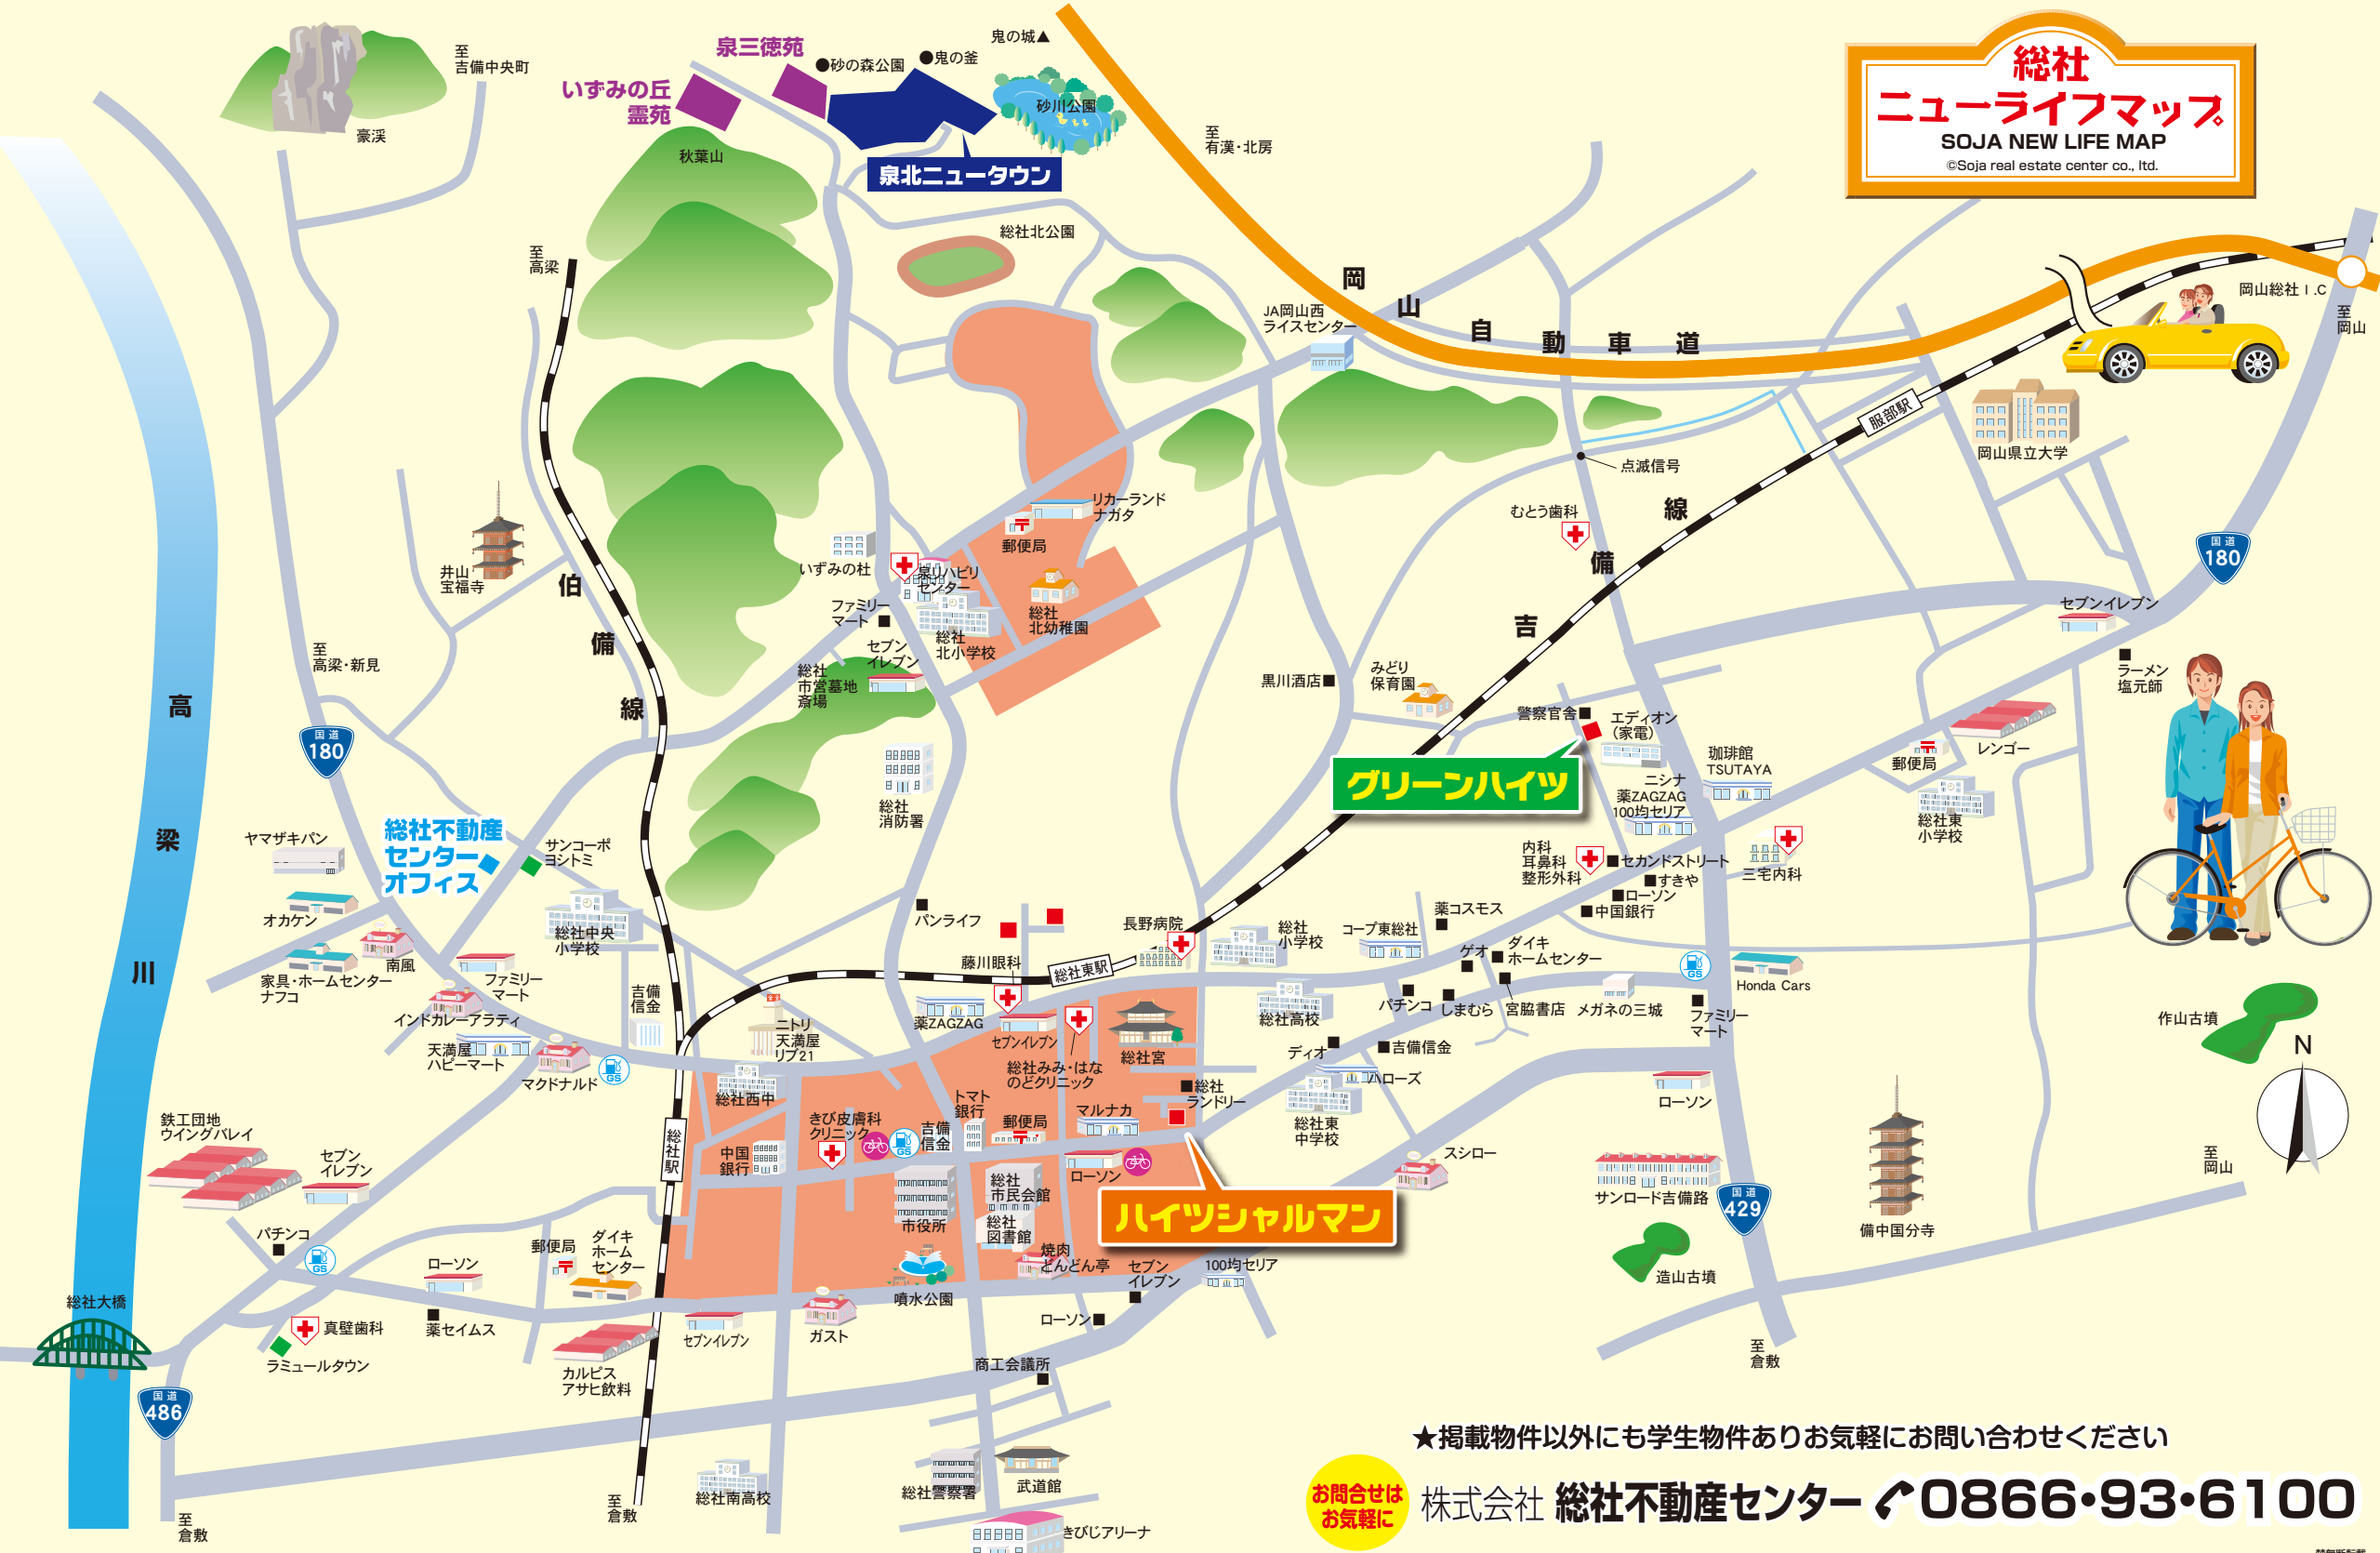 総社
ニューライフマップ
SOJA NEW LIFE MAP
©Soja real estate center co., ltd.
至
吉備中央町
豪渓
泉三徳苑
いずみの丘
霊苑
●砂の森公園
●鬼の釜
鬼の城▲
砂川公園
秋葉山
泉北ニュータウン
至
有漢・北房
総社北公園
至
高梁
岡山自動車道
JA岡山西
ライスセンター
岡山総社I.C
至
岡山
服部駅
岡山県立大学
点滅信号
むとう歯科
リカーランド
ナガタ
郵便局
井山
宝福寺
いずみの杜
泉リハビリ
センター
ファミリー
マート
総社
北小学校
総社
北幼稚園
セブン
イレブン
総社
市営墓地
斎場
伯備線
吉備線
国道
180
セブンイレブン
ラーメン
塩元師
至
高梁・新見
国道
180
黒川酒店
みどり
保育園
警察官舎
エディオン
(家電)
グリーンハイツ
珈琲館
TSUTAYA
ニシナ
薬ZAGZAG
100均セリア
レンゴー
郵便局
総社東
小学校
高梁川
総社
消防署
ヤマザキパン
総社不動産
センター
オフィス
サンコーポ
ヨシトミ
オカケン
総社中央
小学校
南風
家具・ホームセンター
ナフコ
ファミリー
マート
インドカレーアラティ
天満屋
ハピーマート
マクドナルド
GS
吉備
信金
パンライフ
藤川眼科
総社東駅
長野病院
総社
小学校
コープ東総社
薬コスモス
内科
耳鼻科
整形外科
セカンドストリート
すきや
ローソン
中国銀行
三宅内科
ゲオ
ダイキ
ホームセンター
パチンコ
しまむら
宮脇書店
メガネの三城
GS
Honda Cars
ファミリー
マート
ニトリ
天満屋
リブ21
薬ZAGZAG
セブンイレブン
総社みみ・はな
のどクリニック
総社宮
総社高校
ディオ
吉備信金
ハローズ
総社東
中学校
総社
ランドリー
総社西中
総社駅
中国
銀行
きび皮膚科
クリニック
GS
吉備
信金
トマト
銀行
郵便局
マルナカ
ローソン
ハイツシャルマン
スシロー
ローソン
サンロード吉備路
国道
429
備中国分寺
作山古墳
造山古墳
N
至
岡山
至
倉敷
鉄工団地
ウイングバレイ
セブン
イレブン
パチンコ
GS
ローソン
薬セイムス
郵便局
ダイキ
ホーム
センター
総社大橋
真壁歯科
ラミュールタウン
国道
486
カルピス
アサヒ飲料
セブンイレブン
ガスト
市役所
総社
市民会館
総社
図書館
噴水公園
焼肉
どんどん亭
セブン
イレブン
100均セリア
ローソン
商工会議所
総社南高校
総社警察署
武道館
きびじアリーナ
至
倉敷
至
倉敷
★掲載物件以外にも学生物件ありお気軽にお問い合わせください
お問合せは
お気軽に
株式会社 総社不動産センター 0866・93・6100